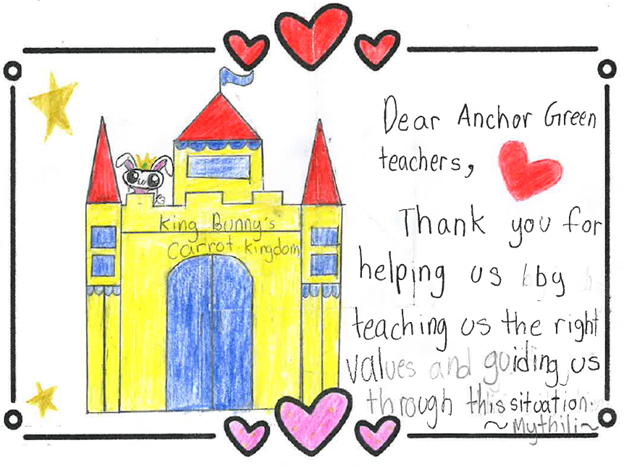 King Bunny's
Carrot Kingdom
Dear Anchor Green
teachers,
Thank you for
helping us by
teaching us the right
values and guiding us
through this situation.
~Mythili~